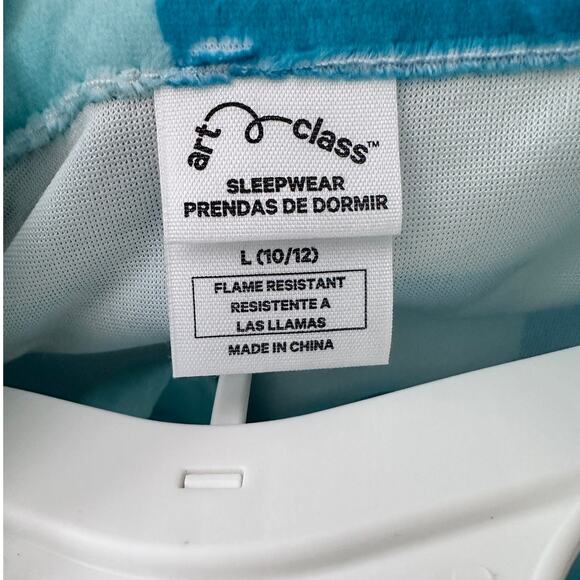 art class™
SLEEPWEAR
PRENDAS DE DORMIR
L (10/12)
FLAME RESISTANT
RESISTENTE A
LAS LLAMAS
MADE IN CHINA